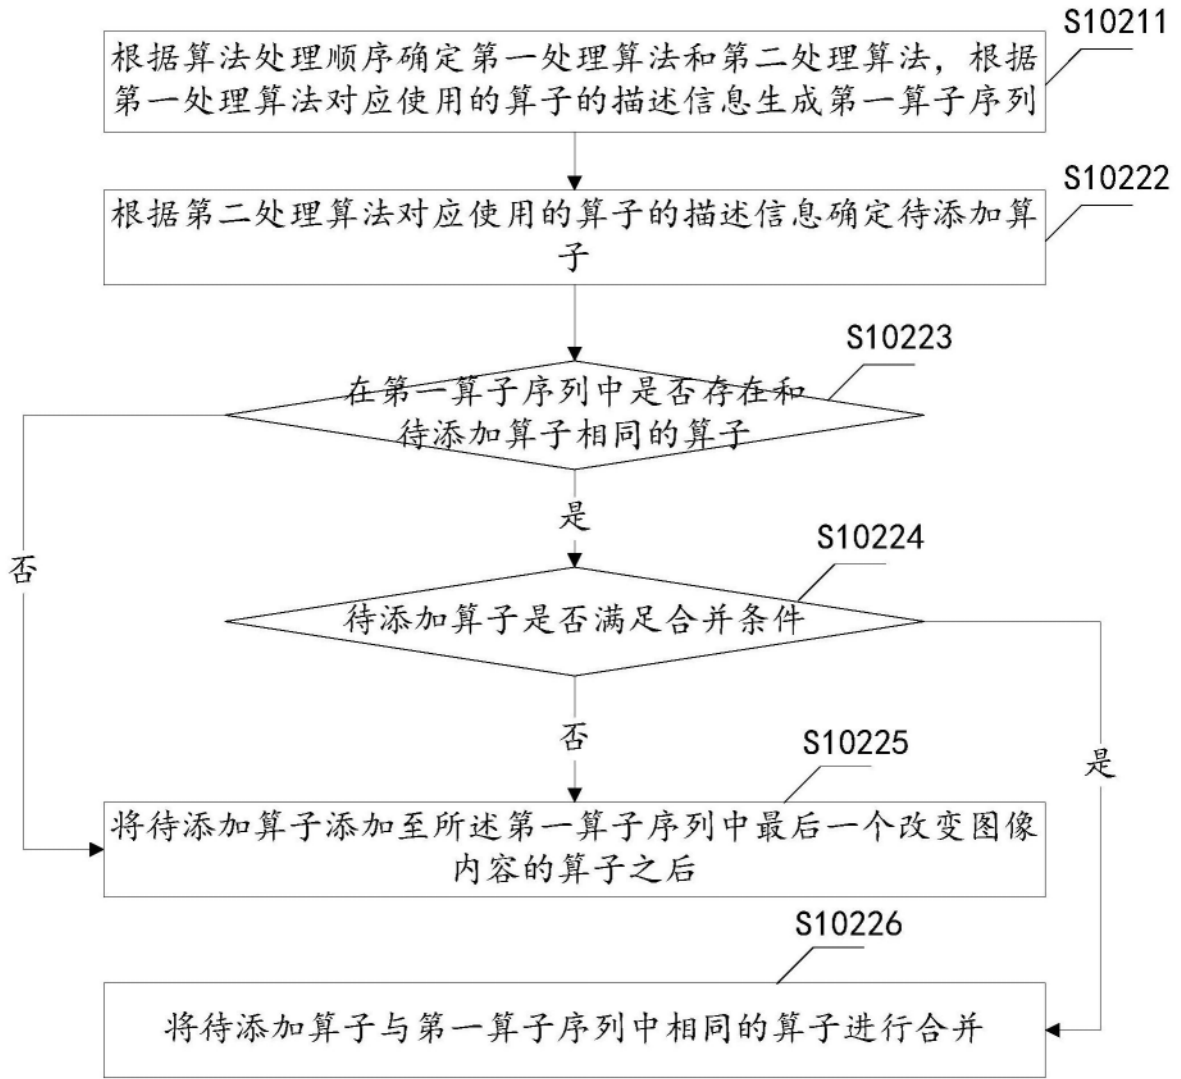 S10211
根据算法处理顺序确定第一处理算法和第二处理算法，根据
第一处理算法对应使用的算子的描述信息生成第一算子序列
S10222
根据第二处理算法对应使用的算子的描述信息确定待添加算
子
S10223
在第一算子序列中是否存在和
待添加算子相同的算子
是
否
S10224
待添加算子是否满足合并条件
否
是
S10225
将待添加算子添加至所述第一算子序列中最后一个改变图像
内容的算子之后
S10226
将待添加算子与第一算子序列中相同的算子进行合并